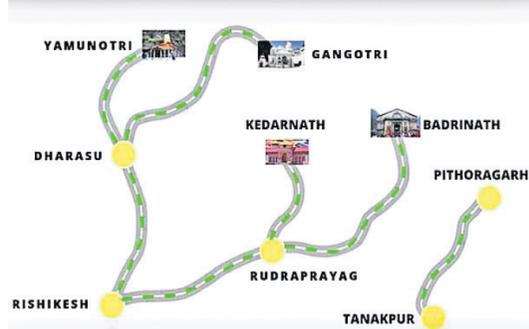 YAMUNOTRI
GANGOTRI
KEDARNATH
BADRINATH
DHARASU
PITHORAGARH
RUDRAPRAYAG
RISHIKESH
TANAKPUR